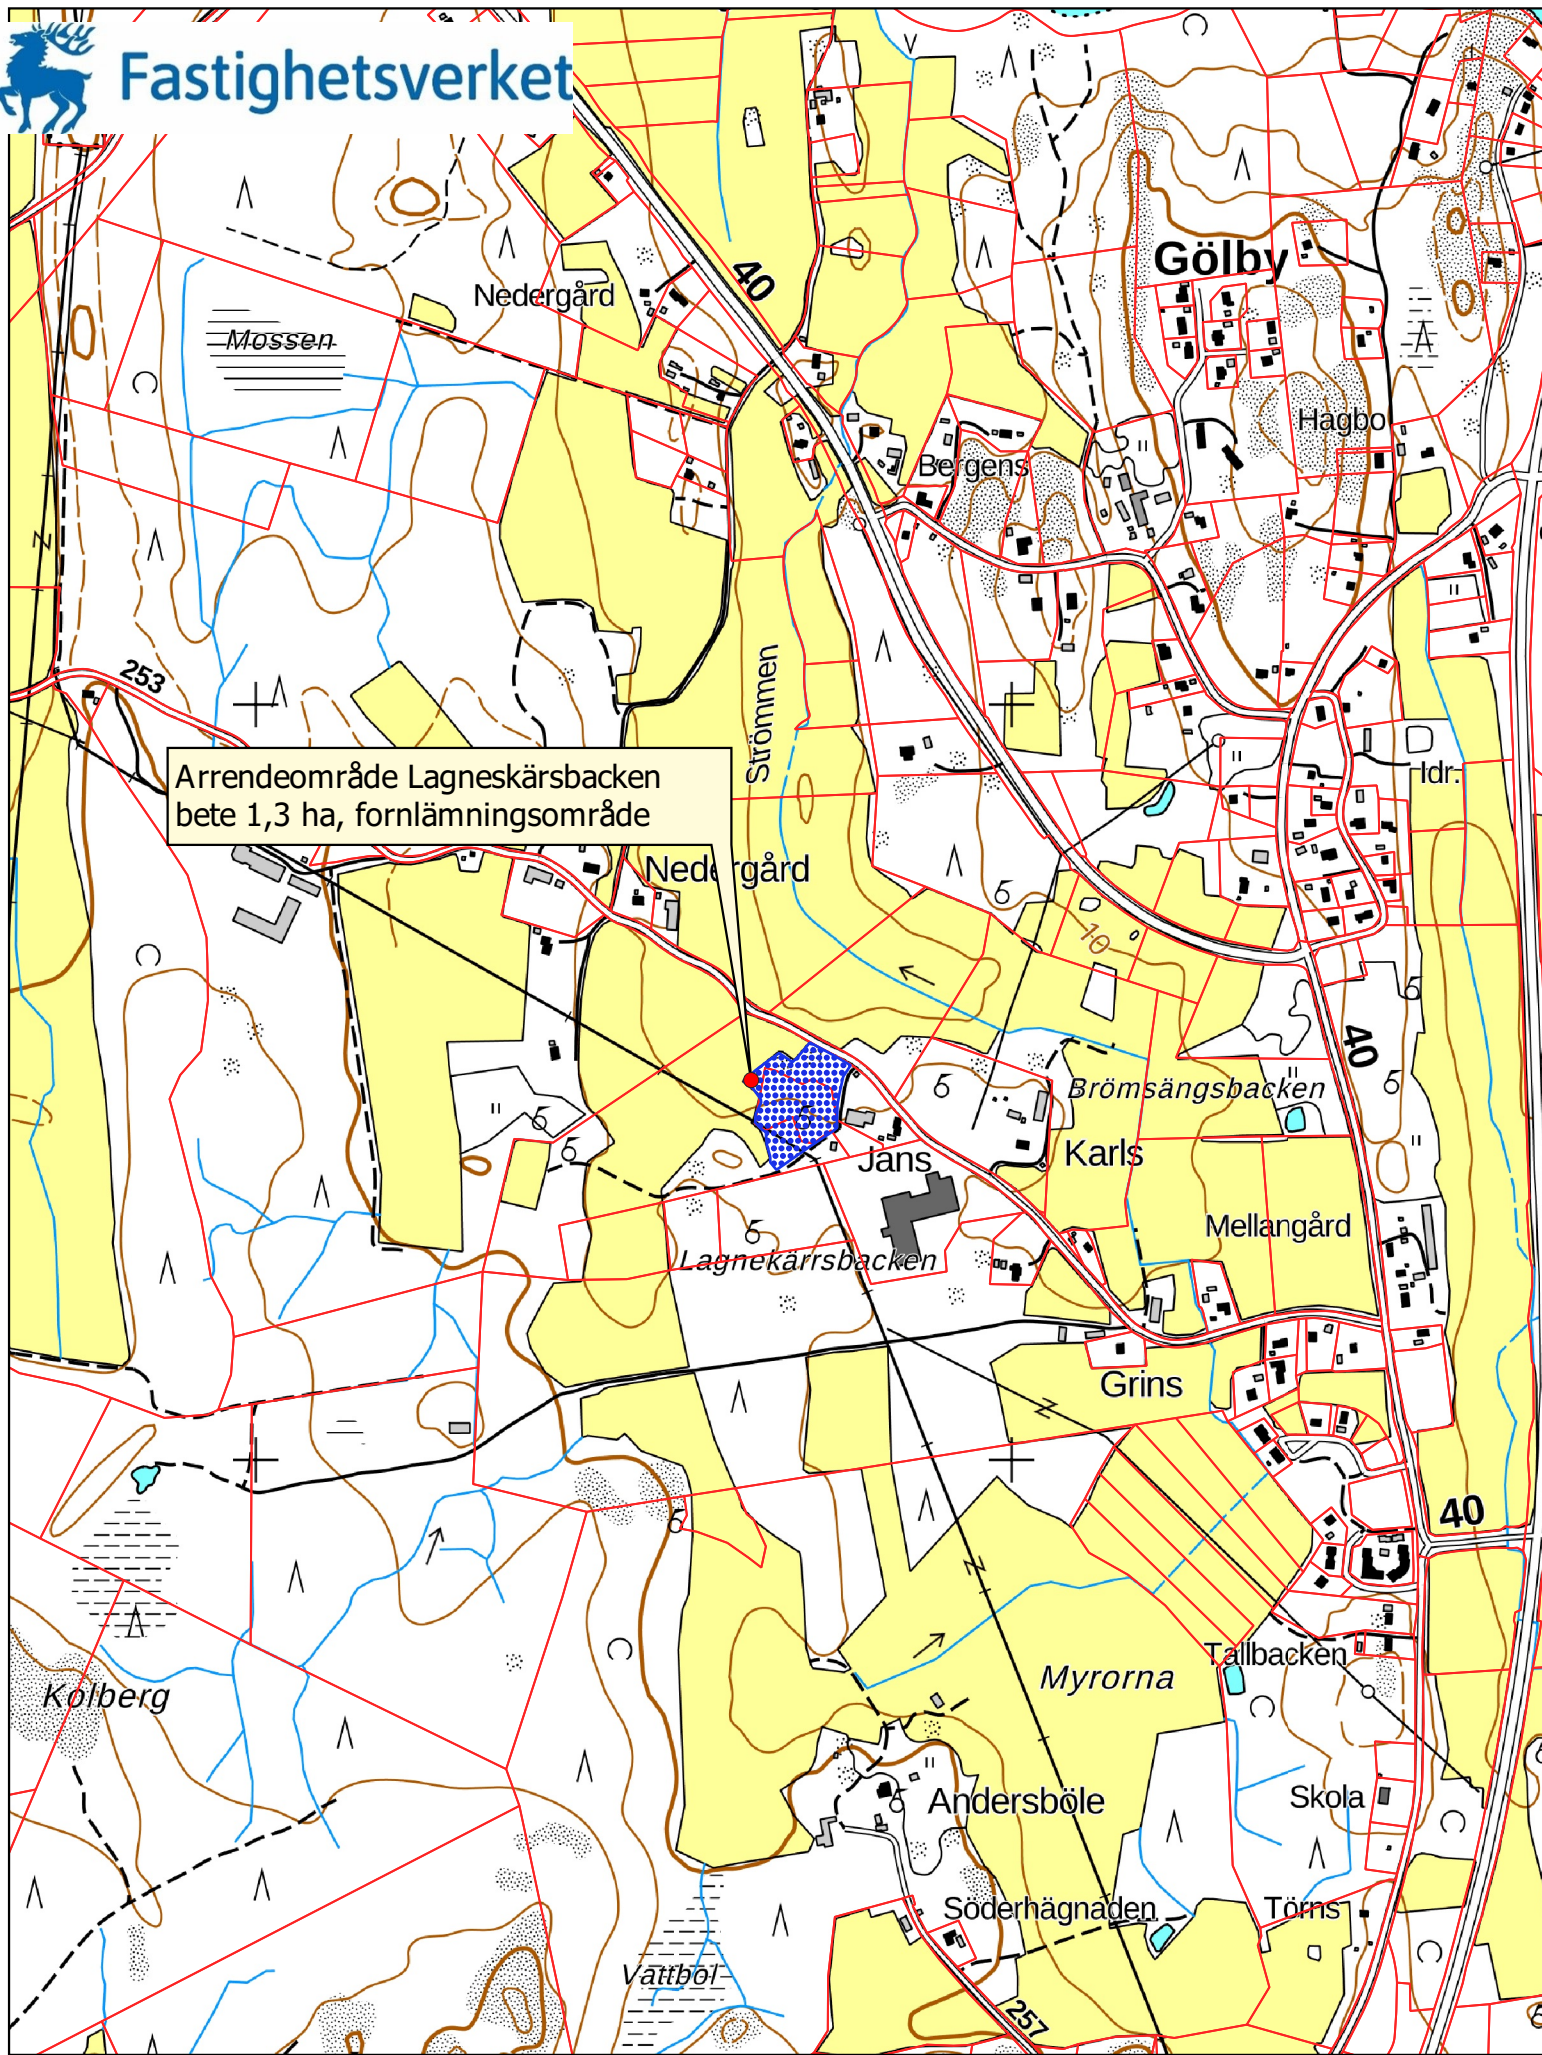 Fastighetsverket
Gölby
40
Nedergård
Mossen
Hagbo
Bergens
253
Strömmen
Arrendeområde Lagneskärsbacken
bete 1,3 ha, fornlämningsområde
Idr.
Nedergård
10
40
Brömsängsbacken
Jans
Karls
Mellangård
Lagnekärrsbacken
Grins
40
Tallbacken
Myrorna
Kolberg
Skola
Andersböle
Söderhägnaden
Törns
Vattbol
257